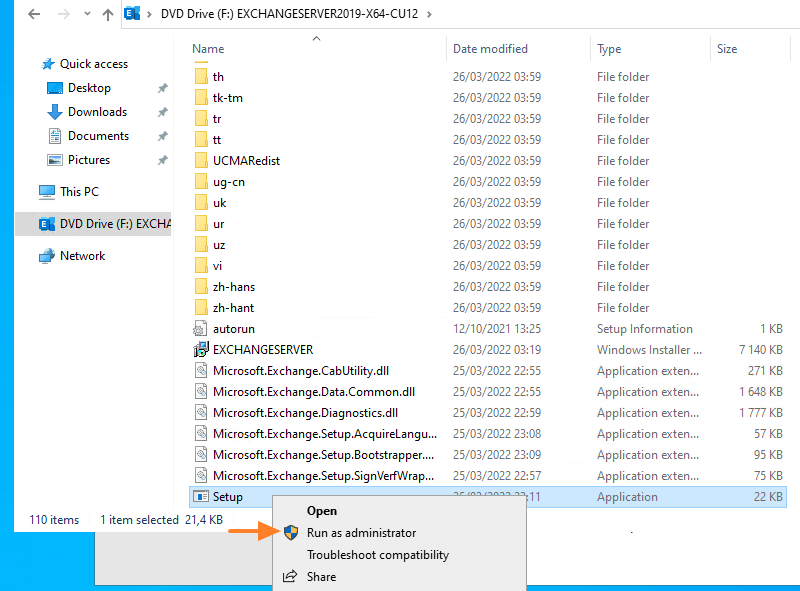 DVD Drive (F:) EXCHANGESERVER2019-X64-CU12
Name Date modified Type Size
Quick access
Desktop
Downloads
Documents
Pictures
This PC
DVD Drive (F:) EXCHA
Network
th 26/03/2022 03:59 File folder
tk-tm 26/03/2022 03:59 File folder
tr 26/03/2022 03:59 File folder
tt 26/03/2022 03:59 File folder
UCMARedist 26/03/2022 03:59 File folder
ug-cn 26/03/2022 03:59 File folder
uk 26/03/2022 03:59 File folder
ur 26/03/2022 03:59 File folder
uz 26/03/2022 03:59 File folder
vi 26/03/2022 03:59 File folder
zh-hans 26/03/2022 03:59 File folder
zh-hant 26/03/2022 03:59 File folder
autorun 12/10/2021 13:25 Setup Information 1 KB
EXCHANGESERVER 26/03/2022 03:19 Windows Installer ... 7 140 KB
Microsoft.Exchange.CabUtility.dll 25/03/2022 22:55 Application exten... 271 KB
Microsoft.Exchange.Data.Common.dll 25/03/2022 22:55 Application exten... 1 648 KB
Microsoft.Exchange.Diagnostics.dll 25/03/2022 22:59 Application exten... 1 777 KB
Microsoft.Exchange.Setup.AcquireLangu... 25/03/2022 23:08 Application exten... 57 KB
Microsoft.Exchange.Setup.Bootstrapper.... 25/03/2022 23:09 Application exten... 95 KB
Microsoft.Exchange.Setup.SignVerfWrap... 25/03/2022 22:57 Application exten... 75 KB
Setup Application 22 KB
110 items 1 item selected 21,4 KB
Open
Run as administrator
Troubleshoot compatibility
Share